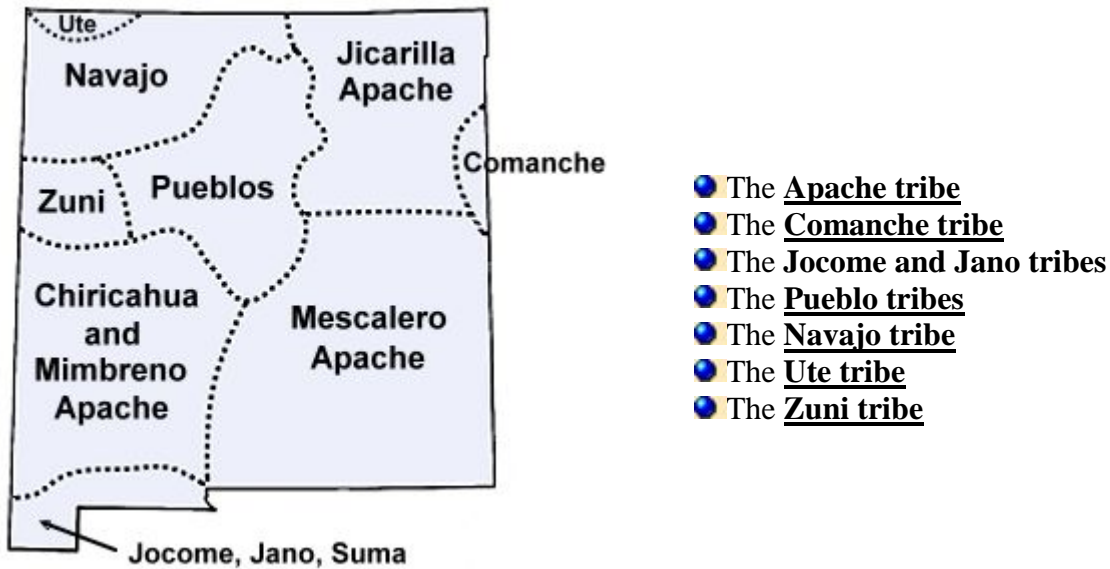 Ute
Navajo
Jicarilla
Apache
Comanche
Zuni
Pueblos
Chiricahua
and
Mimbreno
Apache
Mescalero
Apache
Jocome, Jano, Suma
The Apache tribe
The Comanche tribe
The Jocome and Jano tribes
The Pueblo tribes
The Navajo tribe
The Ute tribe
The Zuni tribe